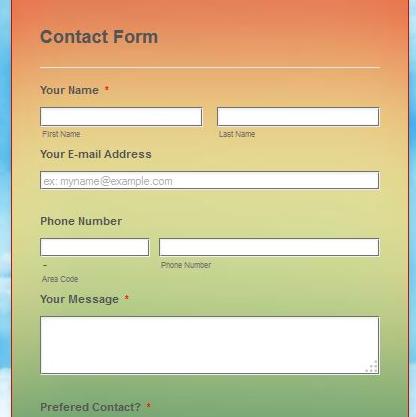 Contact Form
Your Name *
First Name Last Name
Your E-mail Address
ex: myname@example.com
Phone Number
-
Area Code Phone Number
Your Message *
Prefered Contact? *